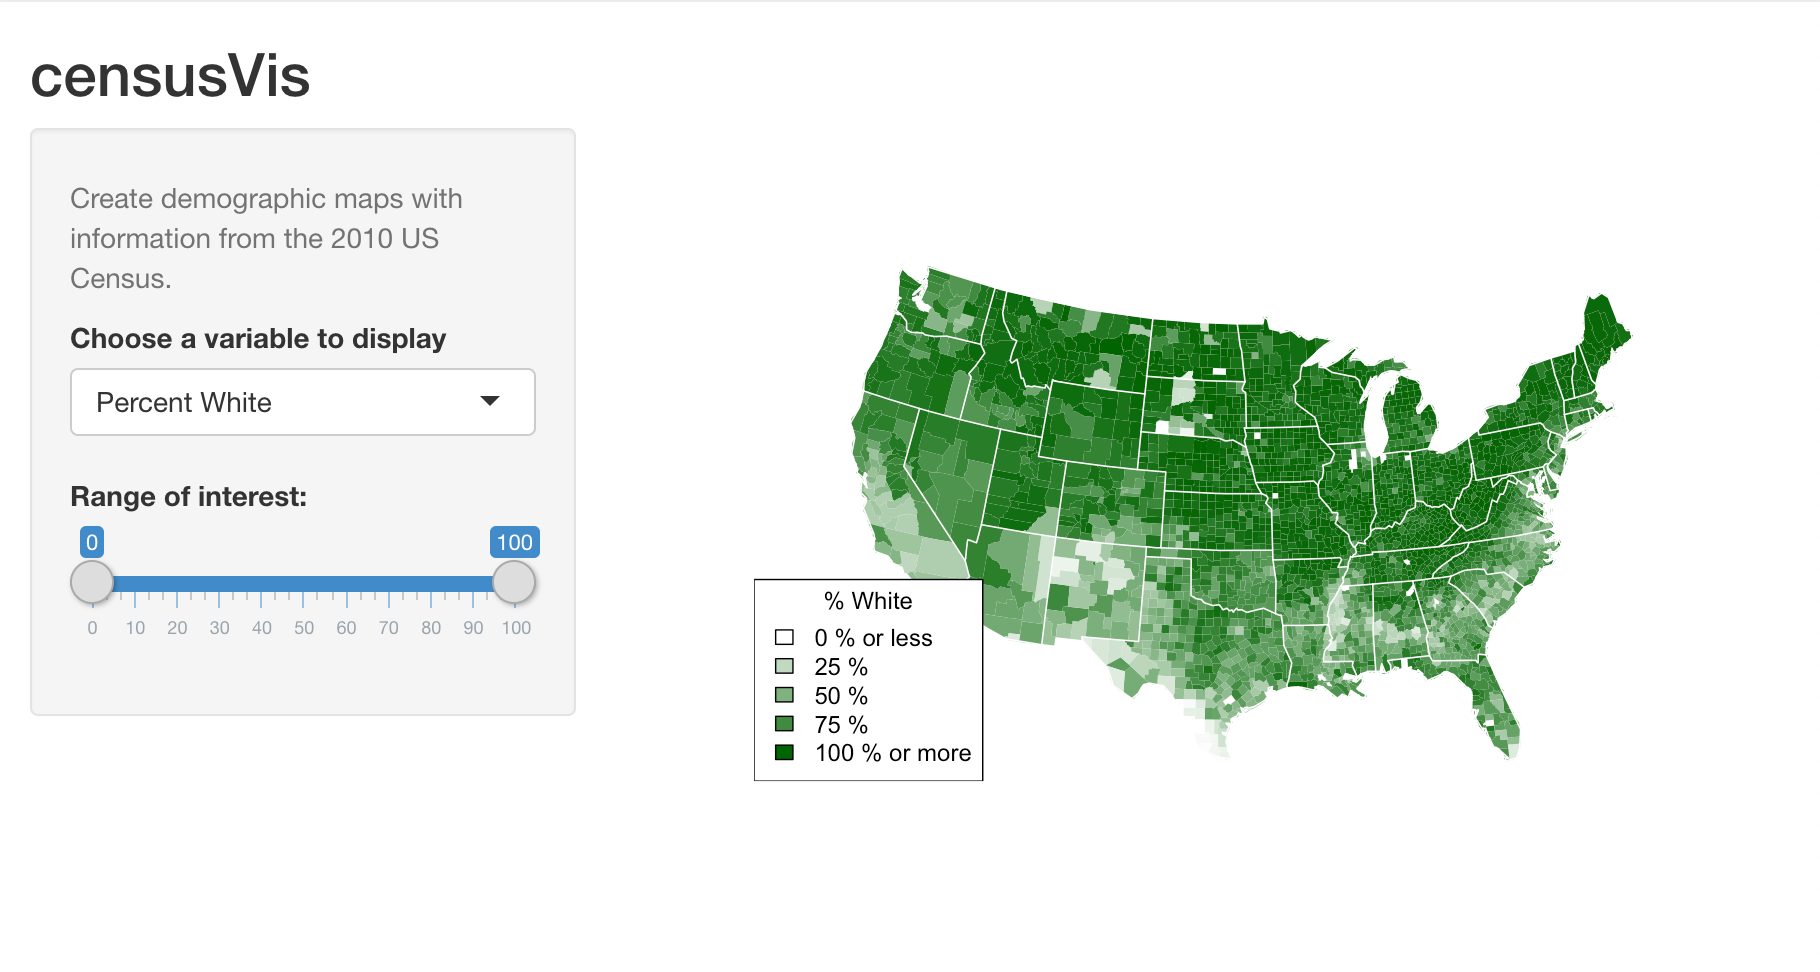 censusVis
Create demographic maps with
information from the 2010 US
Census.
Choose a variable to display
Percent White
Range of interest:
0 100
0 10 20 30 40 50 60 70 80 90 100
% White
0 % or less
25 %
50 %
75 %
100 % or more